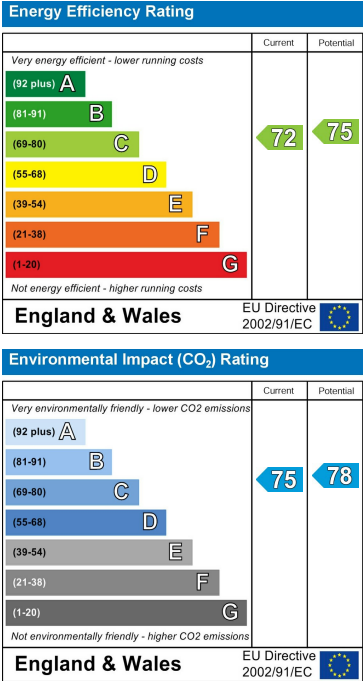 Energy Efficiency Rating
Current Potential
Very energy efficient - lower running costs
(92 plus) A
(81-91) B
(69-80) C
72 75
(55-68) D
(39-54) E
(21-38) F
(1-20) G
Not energy efficient - higher running costs
England & Wales
EU Directive
2002/91/EC
Environmental Impact (CO₂) Rating
Current Potential
Very environmentally friendly - lower CO2 emissions
(92 plus) A
(81-91) B
(69-80) C
75 78
(55-68) D
(39-54) E
(21-38) F
(1-20) G
Not environmentally friendly - higher CO2 emissions
England & Wales
EU Directive
2002/91/EC